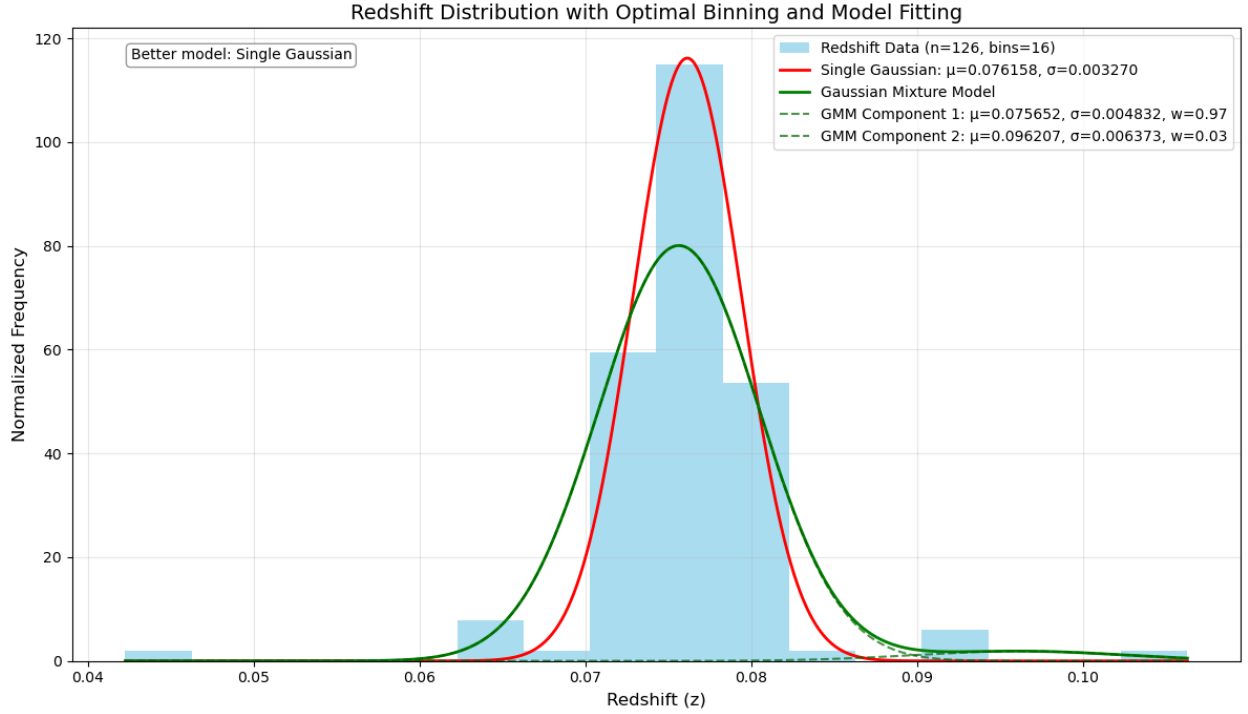 Redshift Distribution with Optimal Binning and Model Fitting
Better model: Single Gaussian
Redshift Data (n=126, bins=16)
Single Gaussian: μ=0.076158, σ=0.003270
Gaussian Mixture Model
GMM Component 1: μ=0.075652, σ=0.004832, w=0.97
GMM Component 2: μ=0.096207, σ=0.006373, w=0.03
Normalized Frequency
120
100
80
60
40
20
0
0.04 0.05 0.06 0.07 0.08 0.09 0.10
Redshift (z)